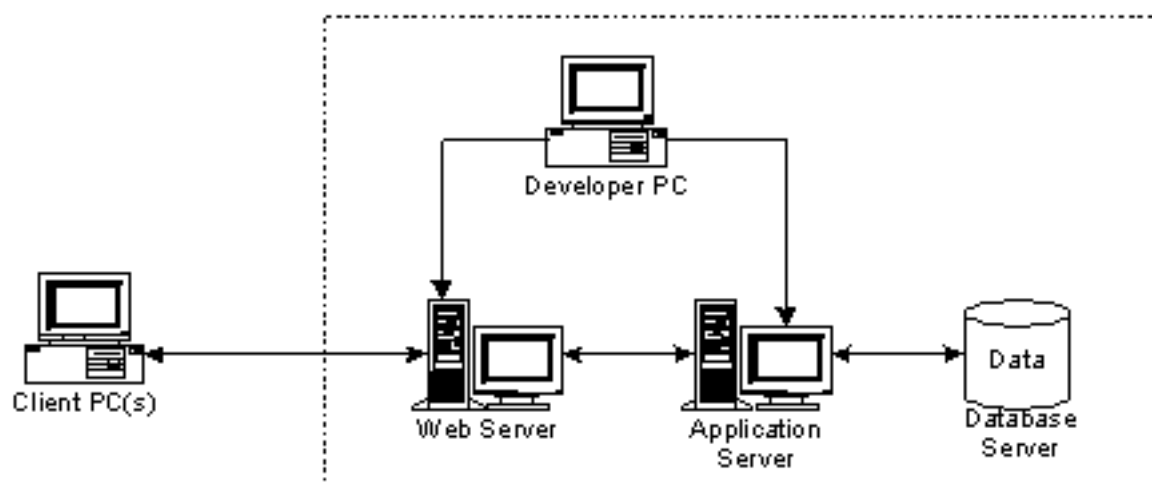 Developer PC
Client PC(s)
Web Server
Application
Server
Data
Database
Server